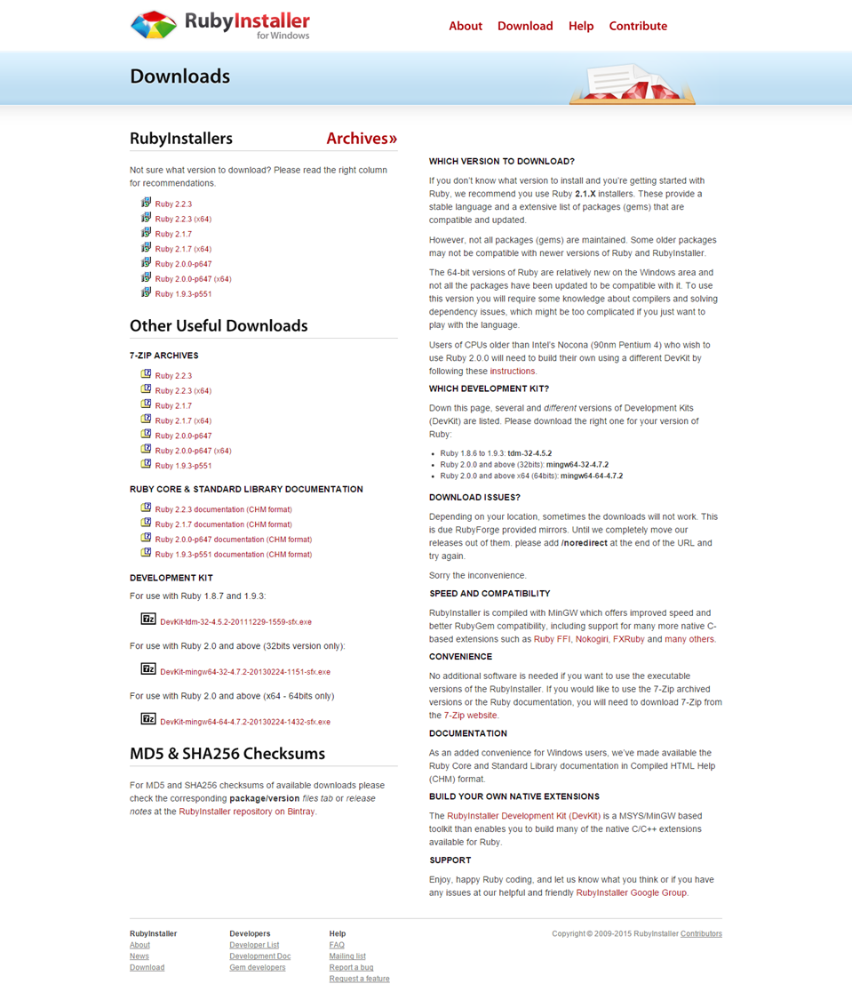 RubyInstaller
for Windows
About Download Help Contribute
Downloads
RubyInstallers
Archives»
Not sure what version to download? Please read the right column
for recommendations.
Ruby 2.2.3
Ruby 2.2.3 (x64)
Ruby 2.1.7
Ruby 2.1.7 (x64)
Ruby 2.0.0-p647
Ruby 2.0.0-p647 (x64)
Ruby 1.9.3-p551
Other Useful Downloads
7-ZIP ARCHIVES
Ruby 2.2.3
Ruby 2.2.3 (x64)
Ruby 2.1.7
Ruby 2.1.7 (x64)
Ruby 2.0.0-p647
Ruby 2.0.0-p647 (x64)
Ruby 1.9.3-p551
RUBY CORE & STANDARD LIBRARY DOCUMENTATION
Ruby 2.2.3 documentation (CHM format)
Ruby 2.1.7 documentation (CHM format)
Ruby 2.0.0-p647 documentation (CHM format)
Ruby 1.9.3-p551 documentation (CHM format)
DEVELOPMENT KIT
For use with Ruby 1.8.7 and 1.9.3:
7z DevKit-tdm-32-4.5.2-20111229-1559-sfx.exe
For use with Ruby 2.0 and above (32bits version only):
7z DevKit-mingw64-32-4.7.2-20130224-1151-sfx.exe
For use with Ruby 2.0 and above (x64 - 64bits only)
7z DevKit-mingw64-64-4.7.2-20130224-1432-sfx.exe
MD5 & SHA256 Checksums
For MD5 and SHA256 checksums of available downloads please
check the corresponding package/version files tab or release
notes at the RubyInstaller repository on Bintray.
WHICH VERSION TO DOWNLOAD?
If you don't know what version to install and you're getting started with
Ruby, we recommend you use Ruby 2.1.X installers. These provide a
stable language and a extensive list of packages (gems) that are
compatible and updated.
However, not all packages (gems) are maintained. Some older packages
may not be compatible with newer versions of Ruby and RubyInstaller.
The 64-bit versions of Ruby are relatively new on the Windows area and
not all the packages have been updated to be compatible with it. To use
this version you will require some knowledge about compilers and solving
dependency issues, which might be too complicated if you just want to
play with the language.
Users of CPUs older than Intel's Nocona (90nm Pentium 4) who wish to
use Ruby 2.0.0 will need to build their own using a different DevKit by
following these instructions.
WHICH DEVELOPMENT KIT?
Down this page, several and different versions of Development Kits
(DevKit) are listed. Please download the right one for your version of
Ruby:
• Ruby 1.8.6 to 1.9.3: tdm-32-4.5.2
• Ruby 2.0.0 and above (32bits): mingw64-32-4.7.2
• Ruby 2.0.0 and above x64 (64bits): mingw64-64-4.7.2
DOWNLOAD ISSUES?
Depending on your location, sometimes the downloads will not work. This
is due RubyForge provided mirrors. Until we completely move our
releases out of them. please add /noredirect at the end of the URL and
try again.
Sorry the inconvenience.
SPEED AND COMPATIBILITY
RubyInstaller is compiled with MinGW which offers improved speed and
better RubyGem compatibility, including support for many more native C-
based extensions such as Ruby FFI, Nokogiri, FXRuby and many others.
CONVENIENCE
No additional software is needed if you want to use the executable
versions of the RubyInstaller. If you would like to use the 7-Zip archived
versions or the Ruby documentation, you will need to download 7-Zip from
the 7-Zip website.
DOCUMENTATION
As an added convenience for Windows users, we've made available the
Ruby Core and Standard Library documentation in Compiled HTML Help
(CHM) format.
BUILD YOUR OWN NATIVE EXTENSIONS
The RubyInstaller Development Kit (DevKit) is a MSYS/MinGW based
toolkit than enables you to build many of the native C/C++ extensions
available for Ruby.
SUPPORT
Enjoy, happy Ruby coding, and let us know what you think or if you have
any issues at our helpful and friendly RubyInstaller Google Group.
RubyInstaller
About
News
Download
Developers
Developer List
Development Doc
Gem developers
Help
FAQ
Mailing list
Report a bug
Request a feature
Copyright © 2009-2015 RubyInstaller Contributors